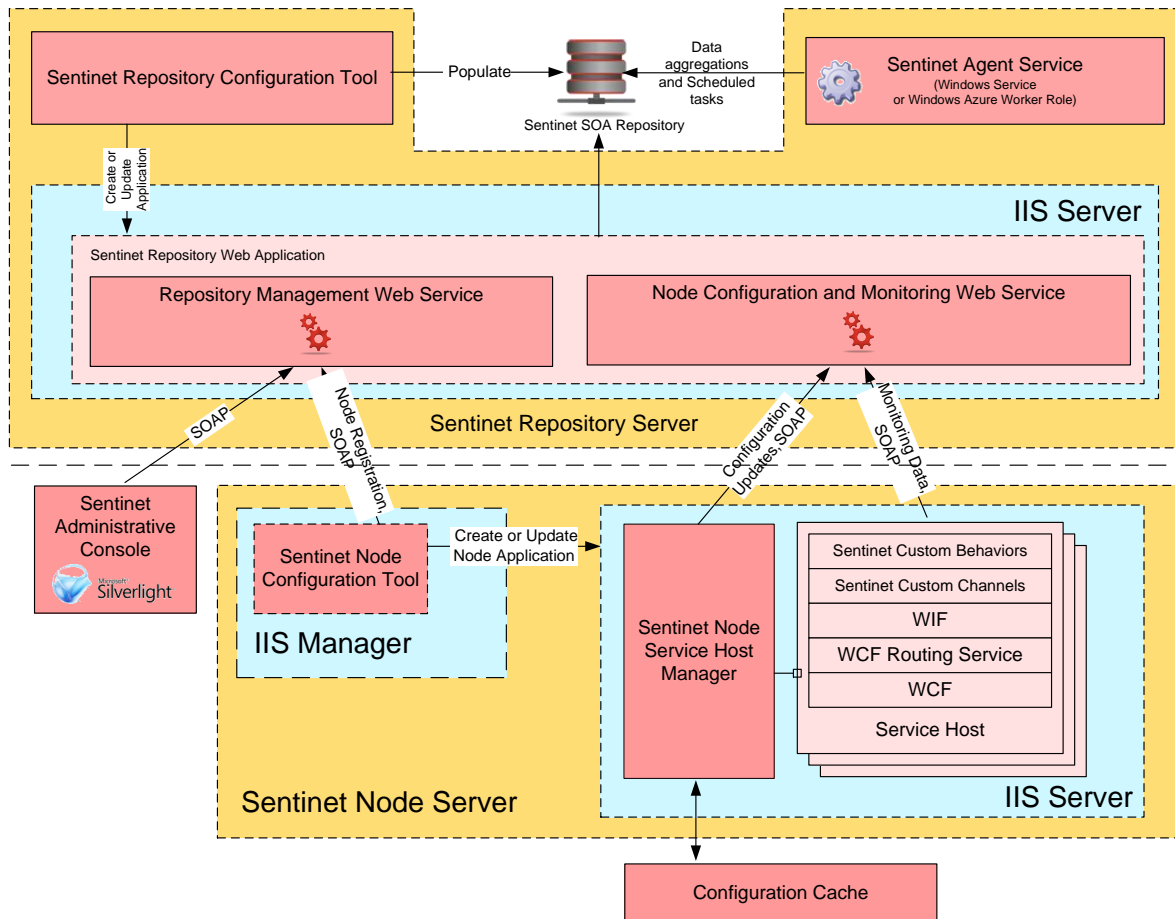 Sentinet Repository Configuration Tool
Populate
Sentinet SOA Repository
Data
aggregations
and Scheduled
tasks
Sentinet Agent Service
(Windows Service
or Windows Azure Worker Role)
Create or
Update
Application
IIS Server
Sentinet Repository Web Application
Repository Management Web Service
Node Configuration and Monitoring Web Service
SOAP
Node Registration,
SOAP
Sentinet Repository Server
Configuration
Updates,SOAP
Monitoring Data,
SOAP
Sentinet
Administrative
Console
Microsoft
Silverlight
Sentinet Node
Configuration Tool
IIS Manager
Create or Update
Node Application
Sentinet Node
Service Host
Manager
Sentinet Custom Behaviors
Sentinet Custom Channels
WIF
WCF Routing Service
WCF
Service Host
Sentinet Node Server
IIS Server
Configuration Cache